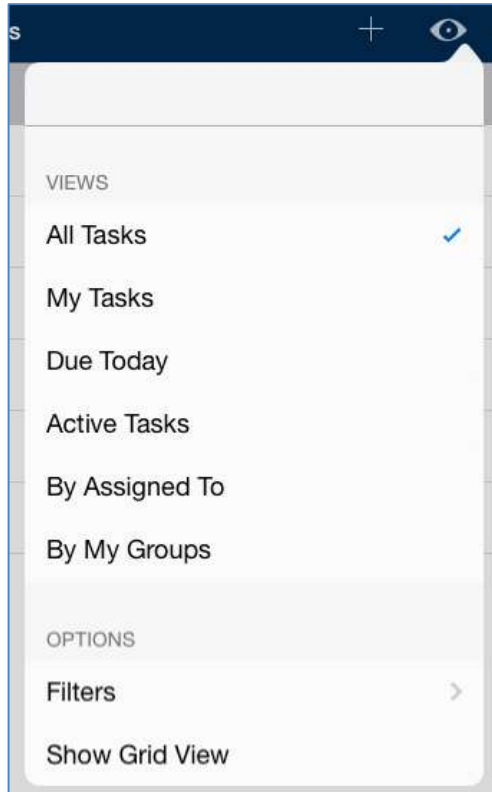 s
VIEWS
All Tasks
My Tasks
Due Today
Active Tasks
By Assigned To
By My Groups
OPTIONS
Filters
Show Grid View